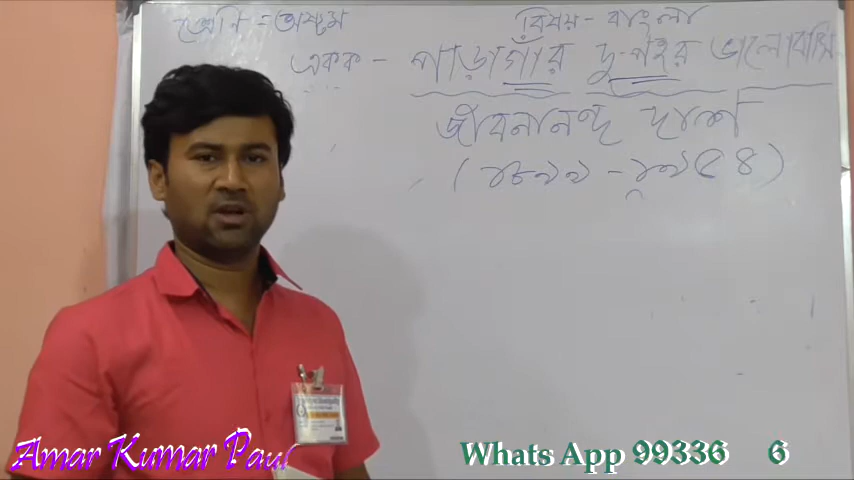 শ্রেণি - অষ্টম বিষয় - বাংলা
একক - পাড়াগাঁর দু-পহর ভালোবাসি
জীবনানন্দ দাশ
(১৮৯৯ - ১৯৫৪)
Amar Kumar Paul
Whats App 99336 6